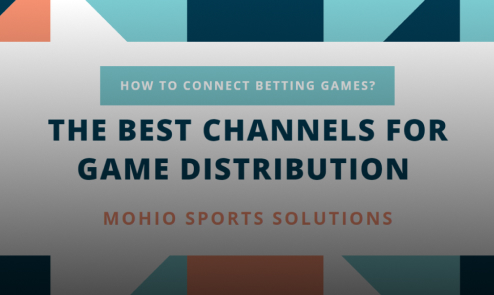 HOW TO CONNECT BETTING GAMES?
THE BEST CHANNELS FOR
GAME DISTRIBUTION
MOHIO SPORTS SOLUTIONS